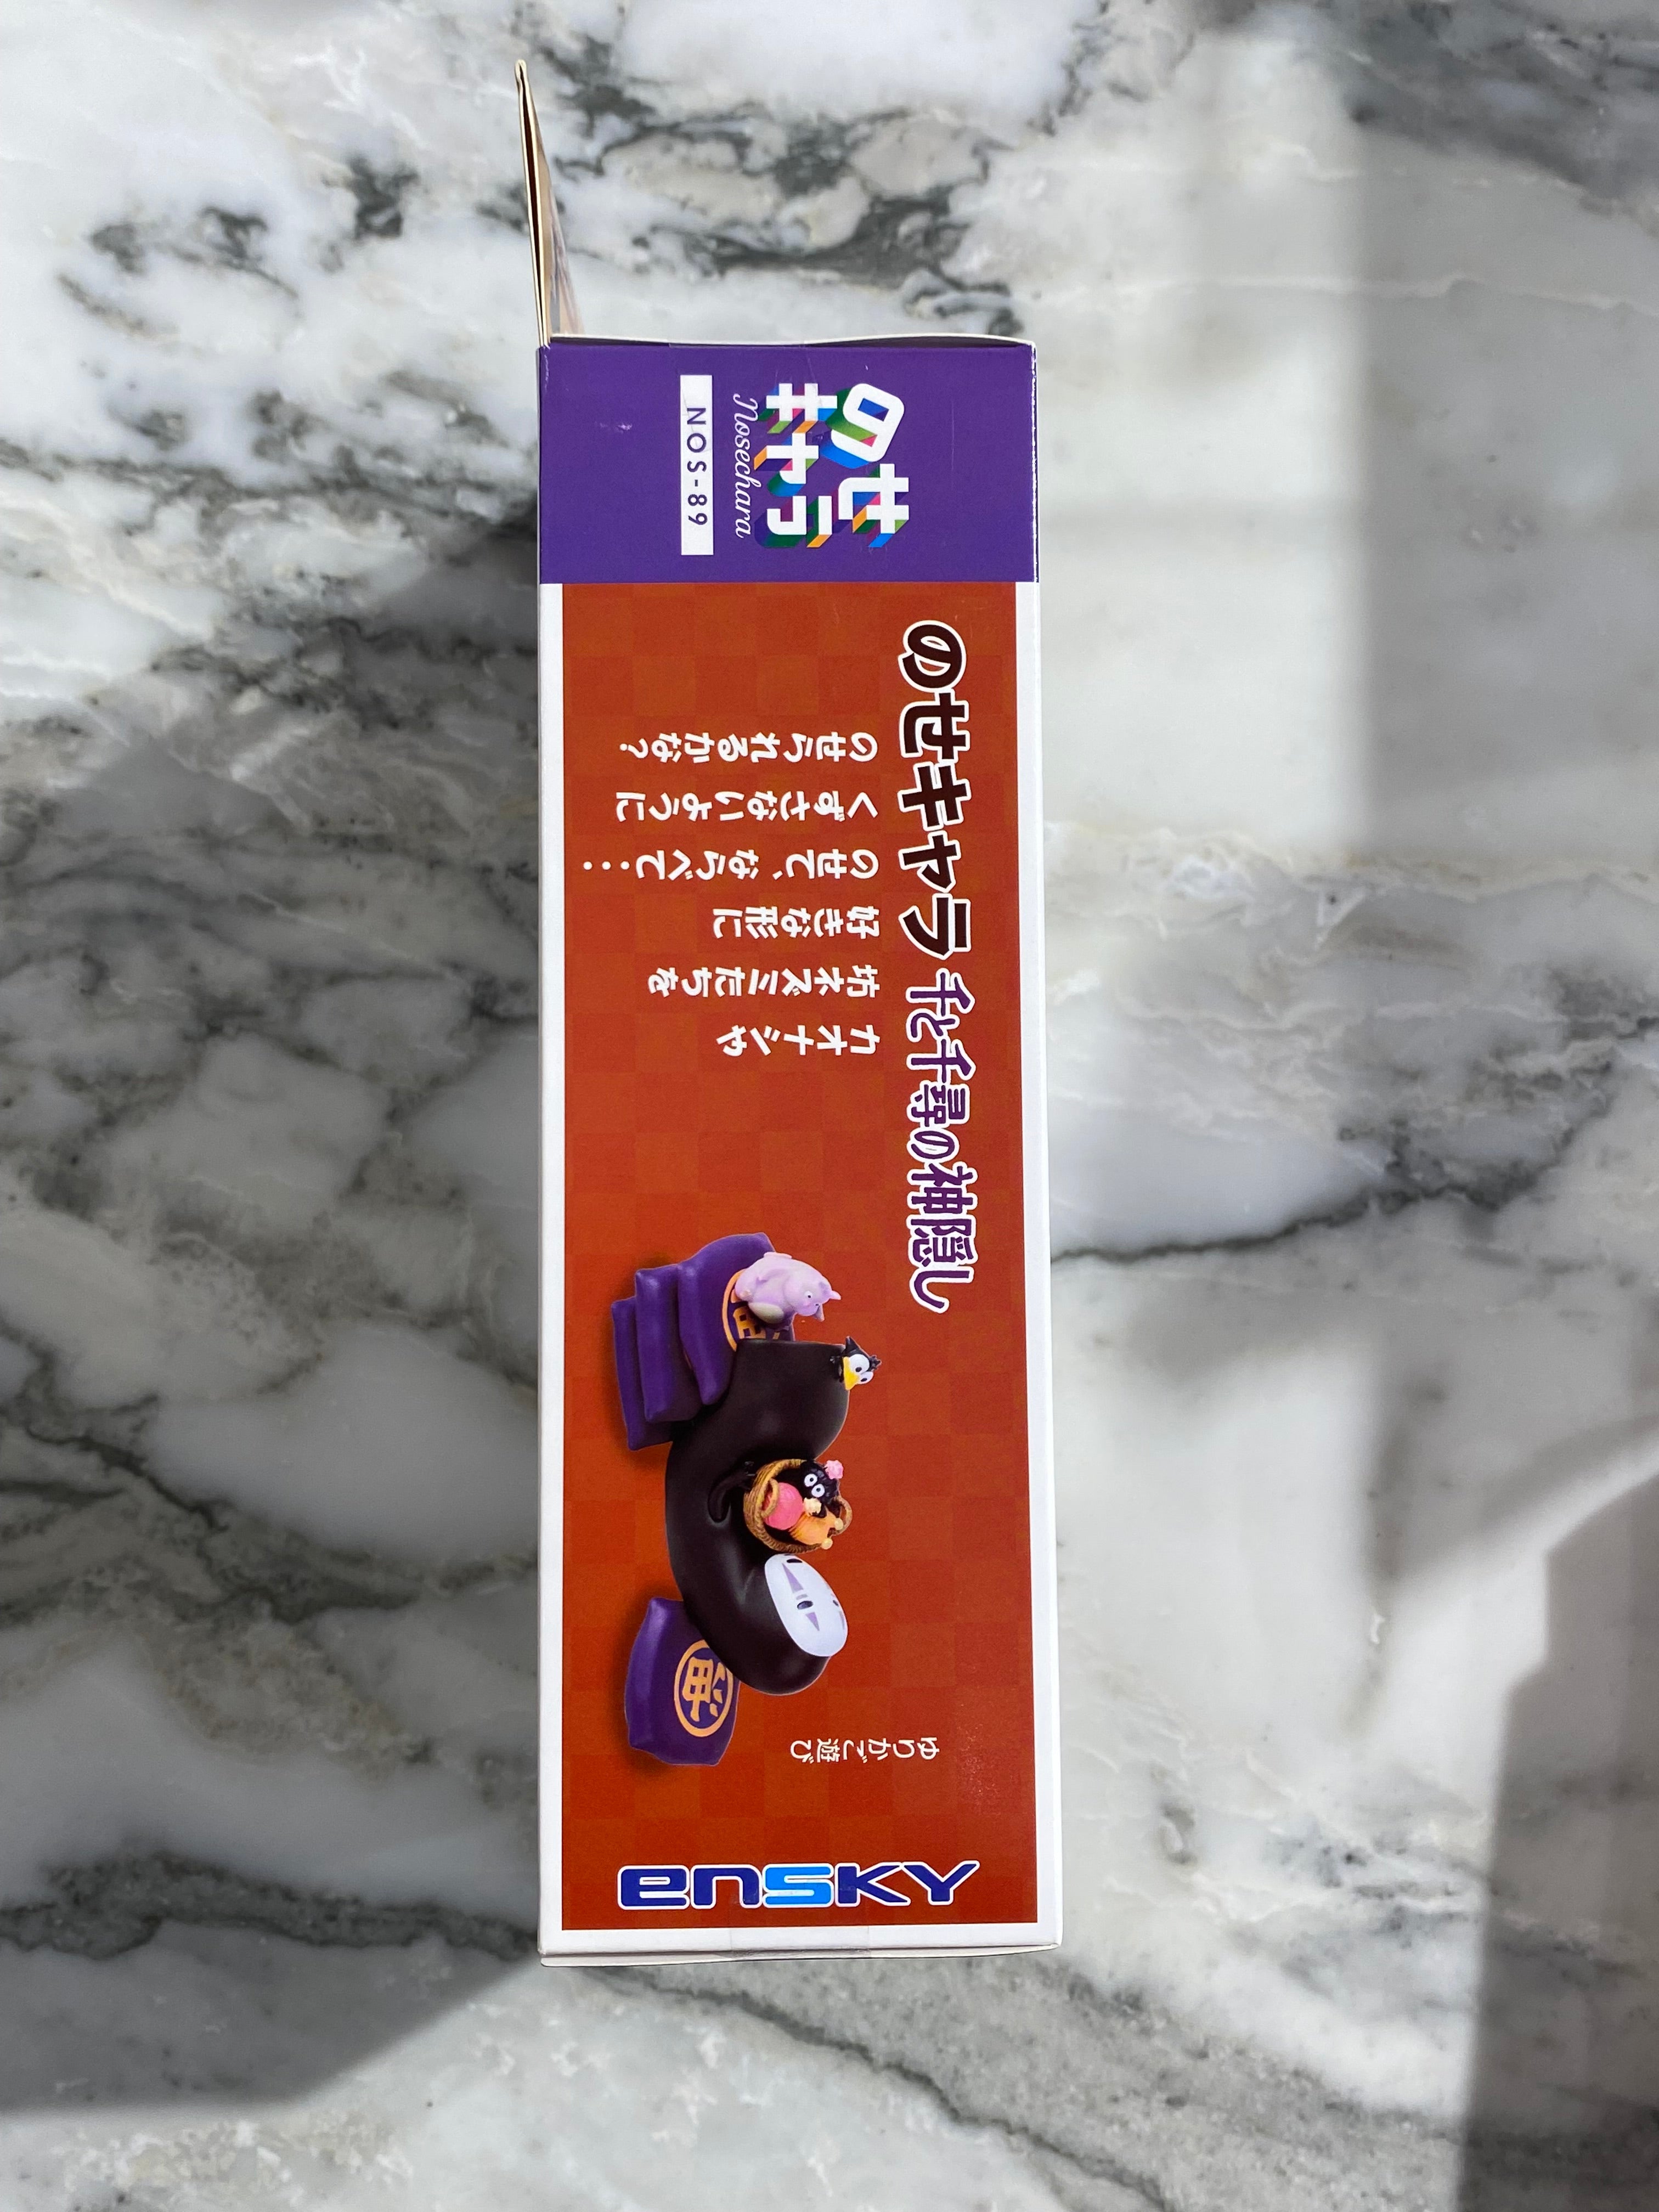 のせ
キャラ
Nosechara
NOS-89
のせキャラ 千と千尋の神隠し
カオナシや
坊ネズミたちを
好きな形に
のせて、ならべて…
くずさないように
のせられるかな？
ゆりかご遊び
ensky